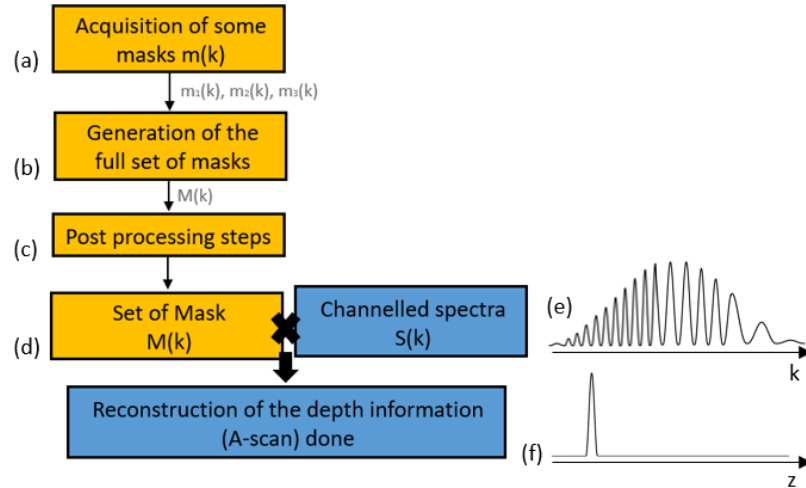 (a)
Acquisition of some
masks m(k)
m₁(k), m₂(k), m₃(k)
(b)
Generation of the
full set of masks
M(k)
(c)
Post processing steps
(d)
Set of Mask
M(k)
Channelled spectra
S(k)
(e)
k
Reconstruction of the depth information
(A-scan) done
(f)
z